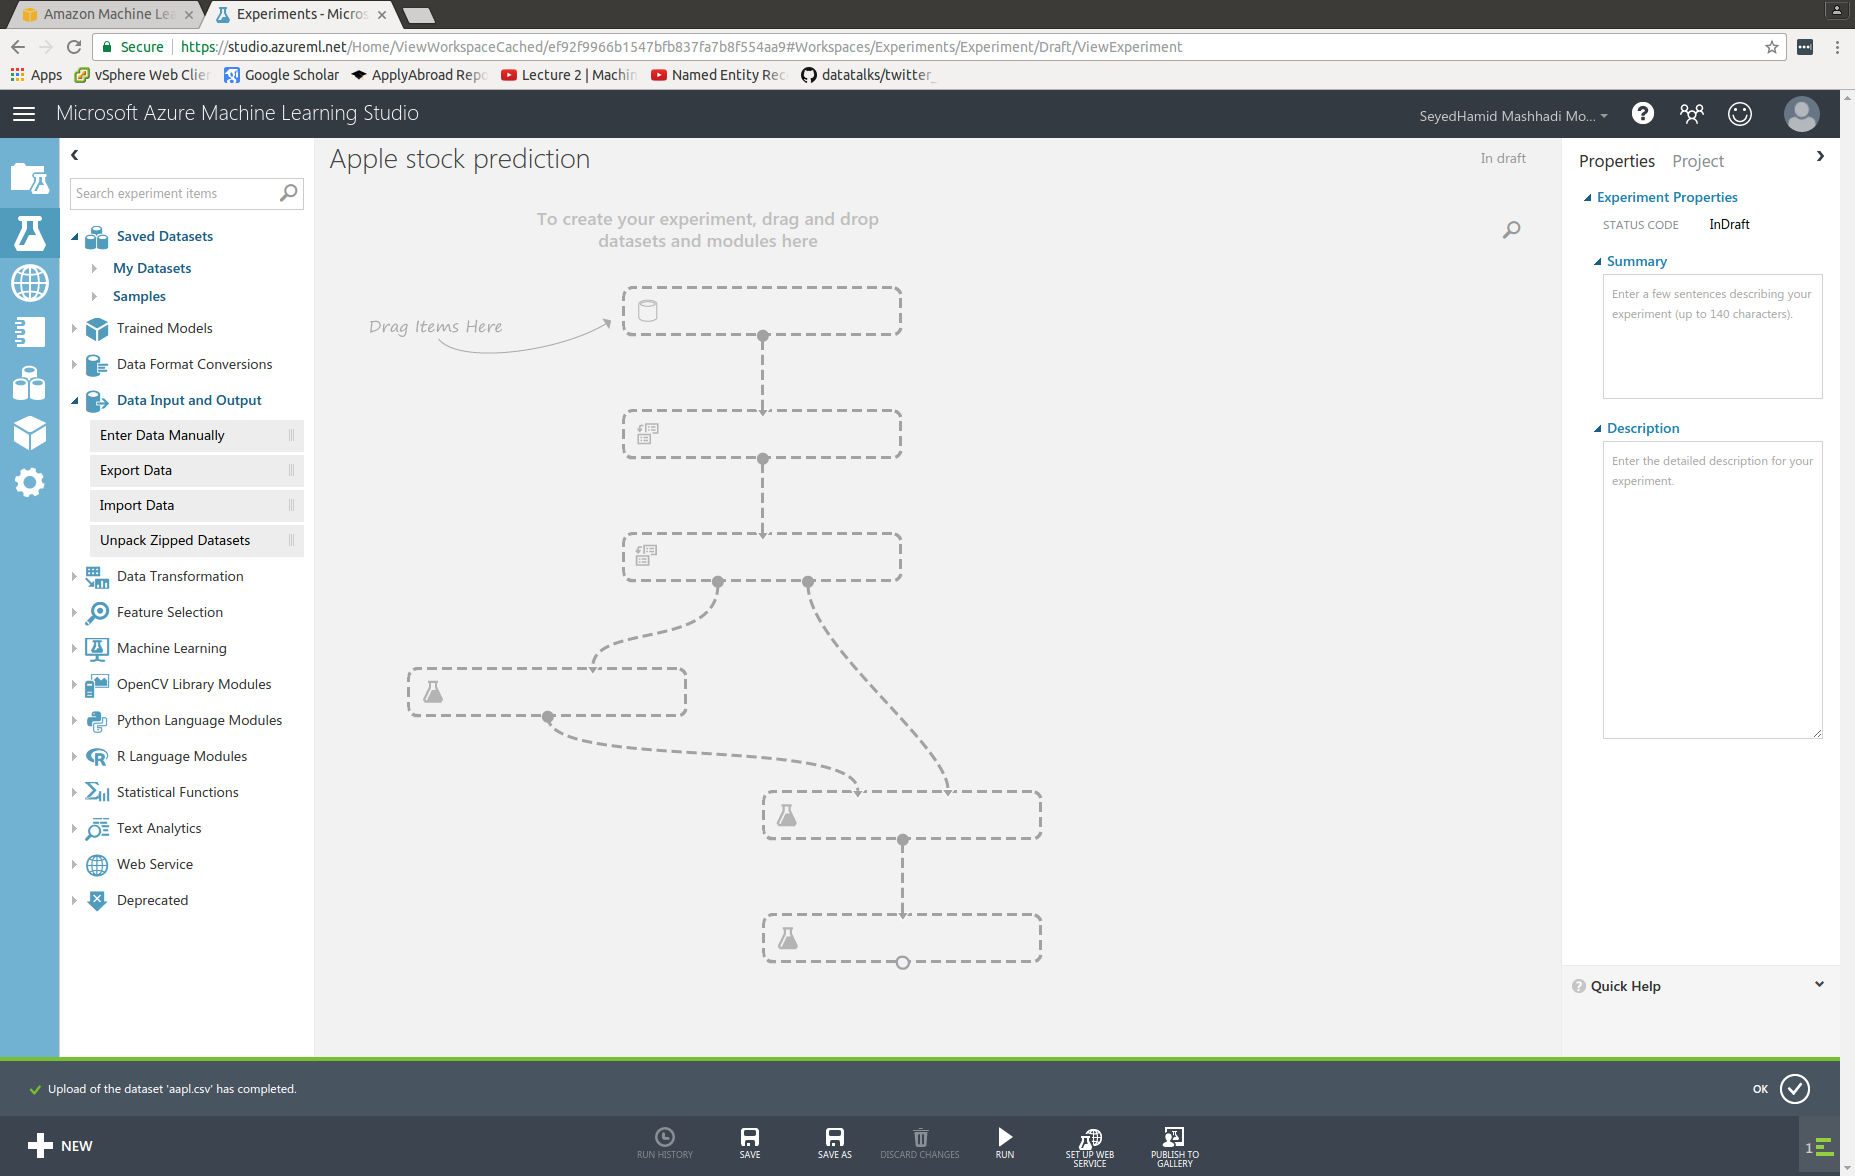 Amazon Machine Lea
Experiments - Micros
Secure
https://studio.azureml.net/Home/ViewWorkspaceCached/ef92f9966b1547bfb837fa7b8f554aa9#Workspaces/Experiments/Experiment/Draft/ViewExperiment
Apps
vSphere Web Clien
Google Scholar
ApplyAbroad Repo
Lecture 2 | Machin
Named Entity Rec
datatalks/twitter_
Microsoft Azure Machine Learning Studio
SeyedHamid Mashhadi Mo...
Search experiment items
Saved Datasets
My Datasets
Samples
Trained Models
Data Format Conversions
Data Input and Output
Enter Data Manually
Export Data
Import Data
Unpack Zipped Datasets
Data Transformation
Feature Selection
Machine Learning
OpenCV Library Modules
Python Language Modules
R Language Modules
Statistical Functions
Text Analytics
Web Service
Deprecated
Apple stock prediction
In draft
To create your experiment, drag and drop
datasets and modules here
Drag Items Here
Properties
Project
Experiment Properties
STATUS CODE
InDraft
Summary
Enter a few sentences describing your
experiment (up to 140 characters).
Description
Enter the detailed description for your
experiment.
Quick Help
Upload of the dataset 'aapl.csv' has completed.
OK
NEW
RUN HISTORY
SAVE
SAVE AS
DISCARD CHANGES
RUN
SET UP WEB
SERVICE
PUBLISH TO
GALLERY
1